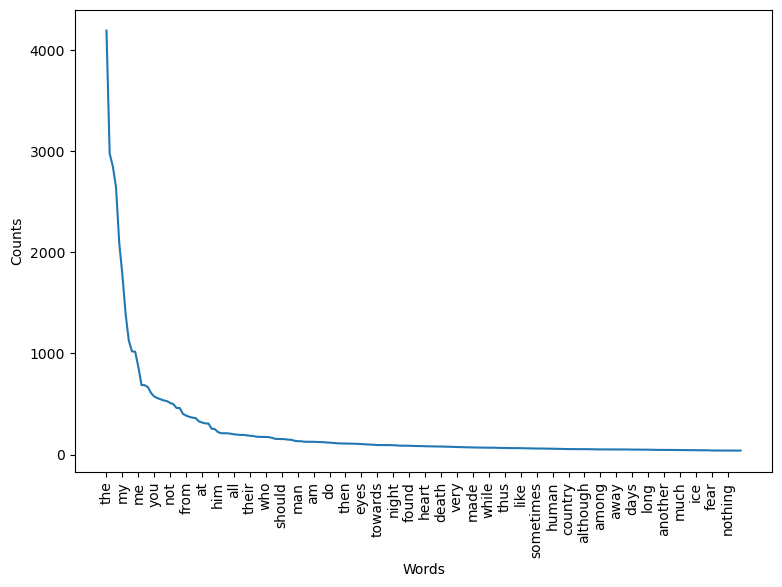 4000
3000
2000
1000
0
Counts
the
my
me
you
not
from
at
him
all
their
who
should
man
am
do
then
eyes
towards
night
found
heart
death
very
made
while
thus
like
sometimes
human
country
although
among
away
days
long
another
much
ice
fear
nothing
Words